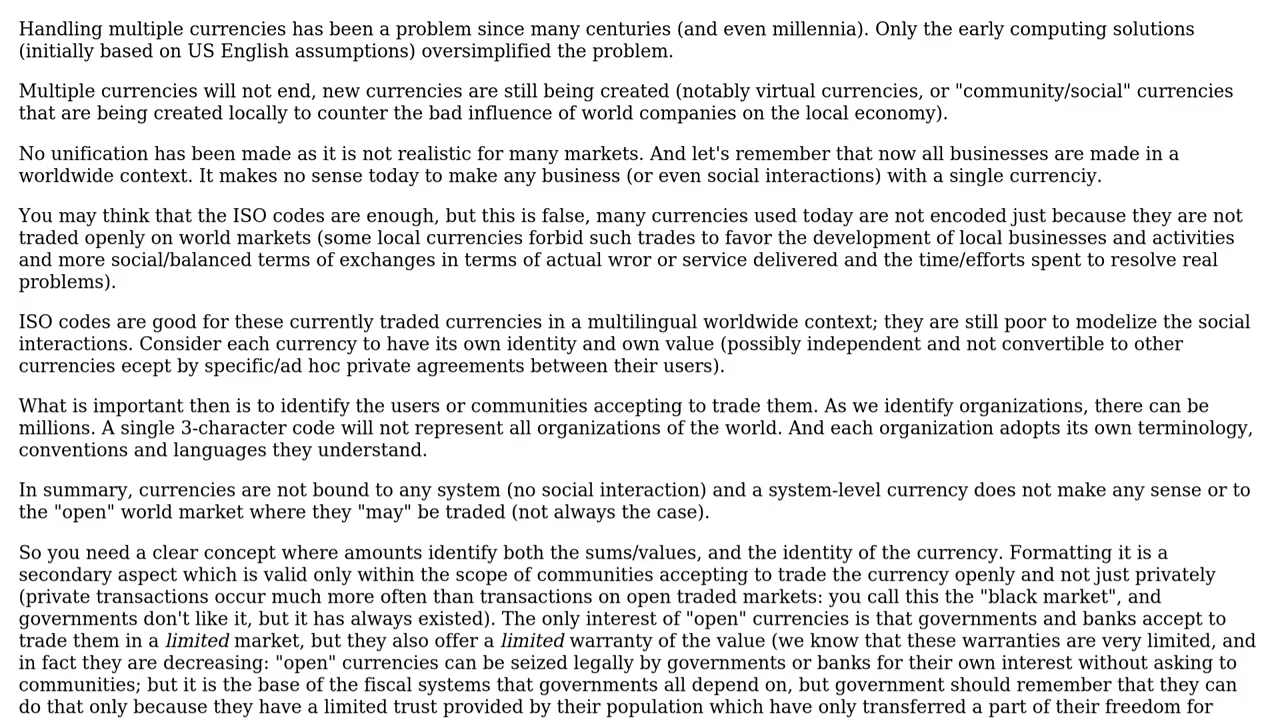 Handling multiple currencies has been a problem since many centuries (and even millennia). Only the early computing solutions
(initially based on US English assumptions) oversimplified the problem.
Multiple currencies will not end, new currencies are still being created (notably virtual currencies, or "community/social" currencies
that are being created locally to counter the bad influence of world companies on the local economy).
No unification has been made as it is not realistic for many markets. And let's remember that now all businesses are made in a
worldwide context. It makes no sense today to make any business (or even social interactions) with a single currenciy.
You may think that the ISO codes are enough, but this is false, many currencies used today are not encoded just because they are not
traded openly on world markets (some local currencies forbid such trades to favor the development of local businesses and activities
and more social/balanced terms of exchanges in terms of actual wror or service delivered and the time/efforts spent to resolve real
problems).
ISO codes are good for these currently traded currencies in a multilingual worldwide context; they are still poor to modelize the social
interactions. Consider each currency to have its own identity and own value (possibly independent and not convertible to other
currencies ecept by specific/ad hoc private agreements between their users).
What is important then is to identify the users or communities accepting to trade them. As we identify organizations, there can be
millions. A single 3-character code will not represent all organizations of the world. And each organization adopts its own terminology,
conventions and languages they understand.
In summary, currencies are not bound to any system (no social interaction) and a system-level currency does not make any sense or to
the "open" world market where they "may" be traded (not always the case).
So you need a clear concept where amounts identify both the sums/values, and the identity of the currency. Formatting it is a
secondary aspect which is valid only within the scope of communities accepting to trade the currency openly and not just privately
(private transactions occur much more often than transactions on open traded markets: you call this the "black market", and
governments don't like it, but it has always existed). The only interest of "open" currencies is that governments and banks accept to
trade them in a limited market, but they also offer a limited warranty of the value (we know that these warranties are very limited, and
in fact they are decreasing: "open" currencies can be seized legally by governments or banks for their own interest without asking to
communities; but it is the base of the fiscal systems that governments all depend on, but government should remember that they can
do that only because they have a limited trust provided by their population which have only transferred a part of their freedom for